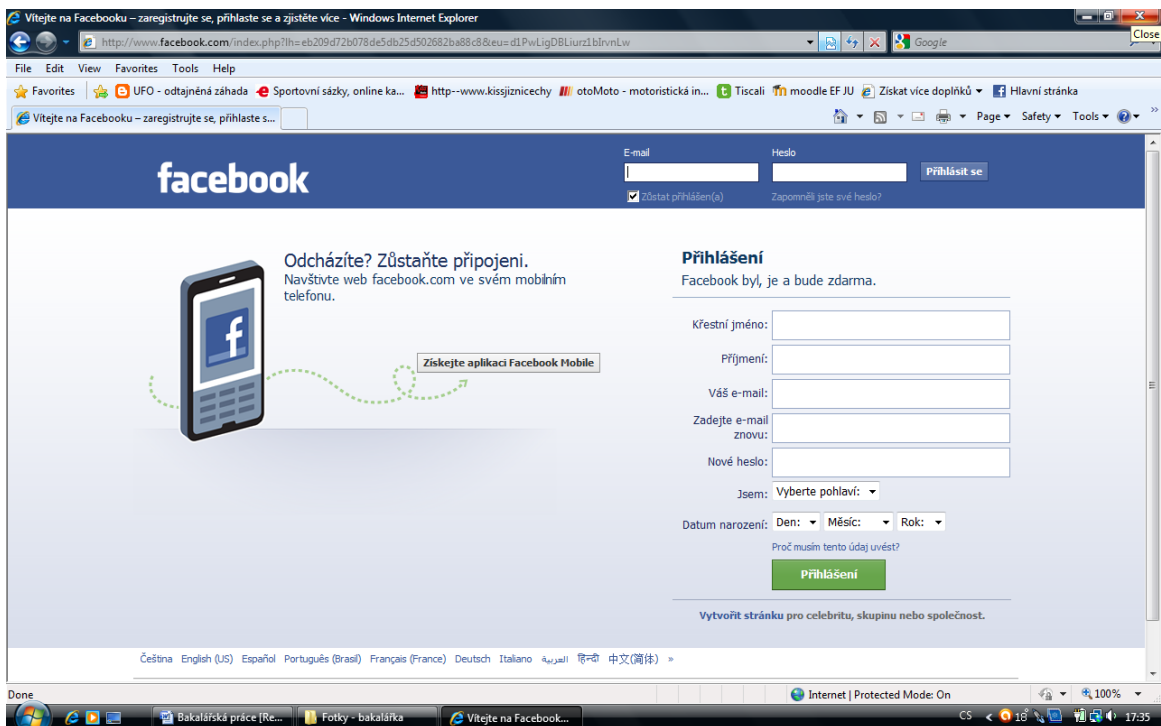 Vítejte na Facebooku – zaregistrujte se, přihlaste se a zjistěte více - Windows Internet Explorer
Close
http://www.facebook.com/index.php?lh=eb209d72b078de5db25d502682ba88c8&eu=d1PwLigDBLiurz1bIrvnLw
Google
File Edit View Favorites Tools Help
Favorites UFO - odtajněná záhada Sportovní sázky, online ka... http--www.kissjiznicechy otoMoto - motoristická in... Tiscali moodle EF JU Získat více doplňků Hlavní stránka
Vítejte na Facebooku – zaregistrujte se, přihlaste s...
Page Safety Tools
facebook
E-mail
Heslo
Přihlásit se
Zůstat přihlášen(a)
Zapomněli jste své heslo?
Odcházíte? Zůstaňte připojeni.
Navštivte web facebook.com ve svém mobilním
telefonu.
Získejte aplikaci Facebook Mobile
Přihlášení
Facebook byl, je a bude zdarma.
Křestní jméno:
Příjmení:
Váš e-mail:
Zadejte e-mail
znovu:
Nové heslo:
Jsem: Vyberte pohlaví:
Datum narození: Den: Měsíc: Rok:
Proč musím tento údaj uvést?
Přihlášení
Vytvořit stránku pro celebritu, skupinu nebo společnost.
Čeština English (US) Español Português (Brasil) Français (France) Deutsch Italiano العربية हिन्दी 中文(简体) »
Done
Internet | Protected Mode: On
100%
Bakalářská práce [Re...
Fotky - bakalářka
Vítejte na Facebook...
CS
18°
17:35